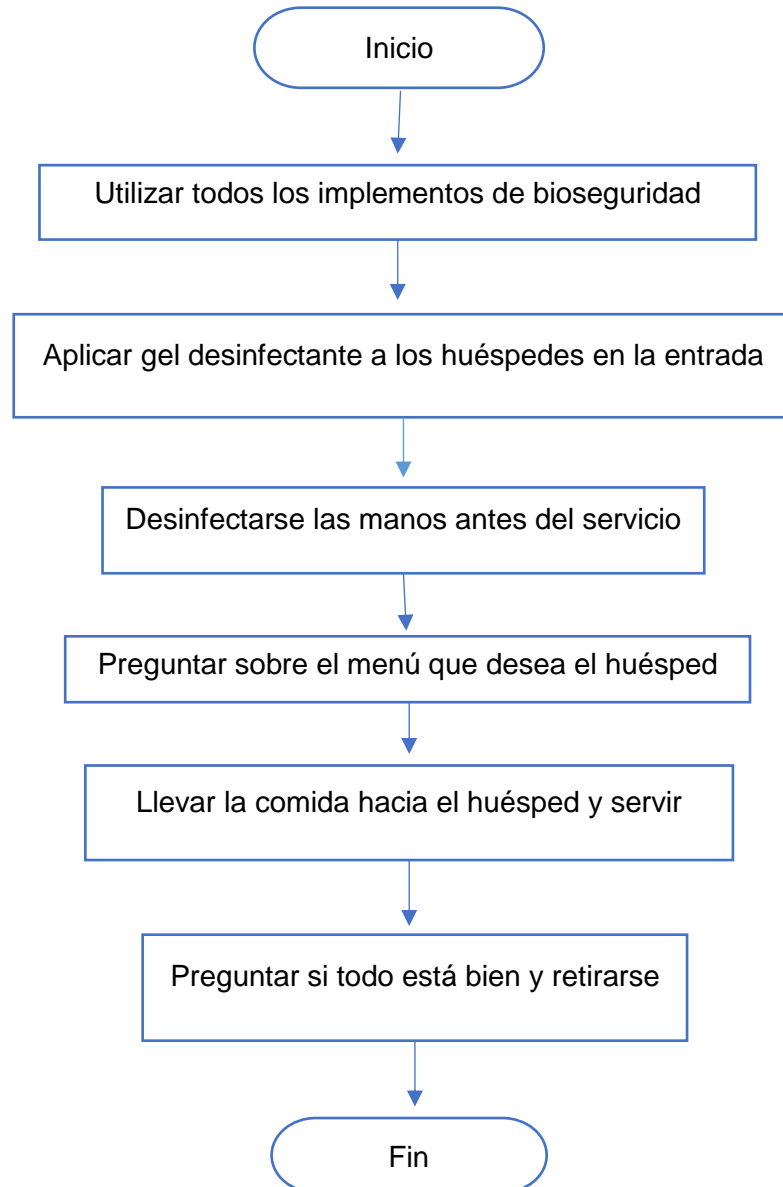 Inicio
Utilizar todos los implementos de bioseguridad
Aplicar gel desinfectante a los huéspedes en la entrada
Desinfectarse las manos antes del servicio
Preguntar sobre el menú que desea el huésped
Llevar la comida hacia el huésped y servir
Preguntar si todo está bien y retirarse
Fin